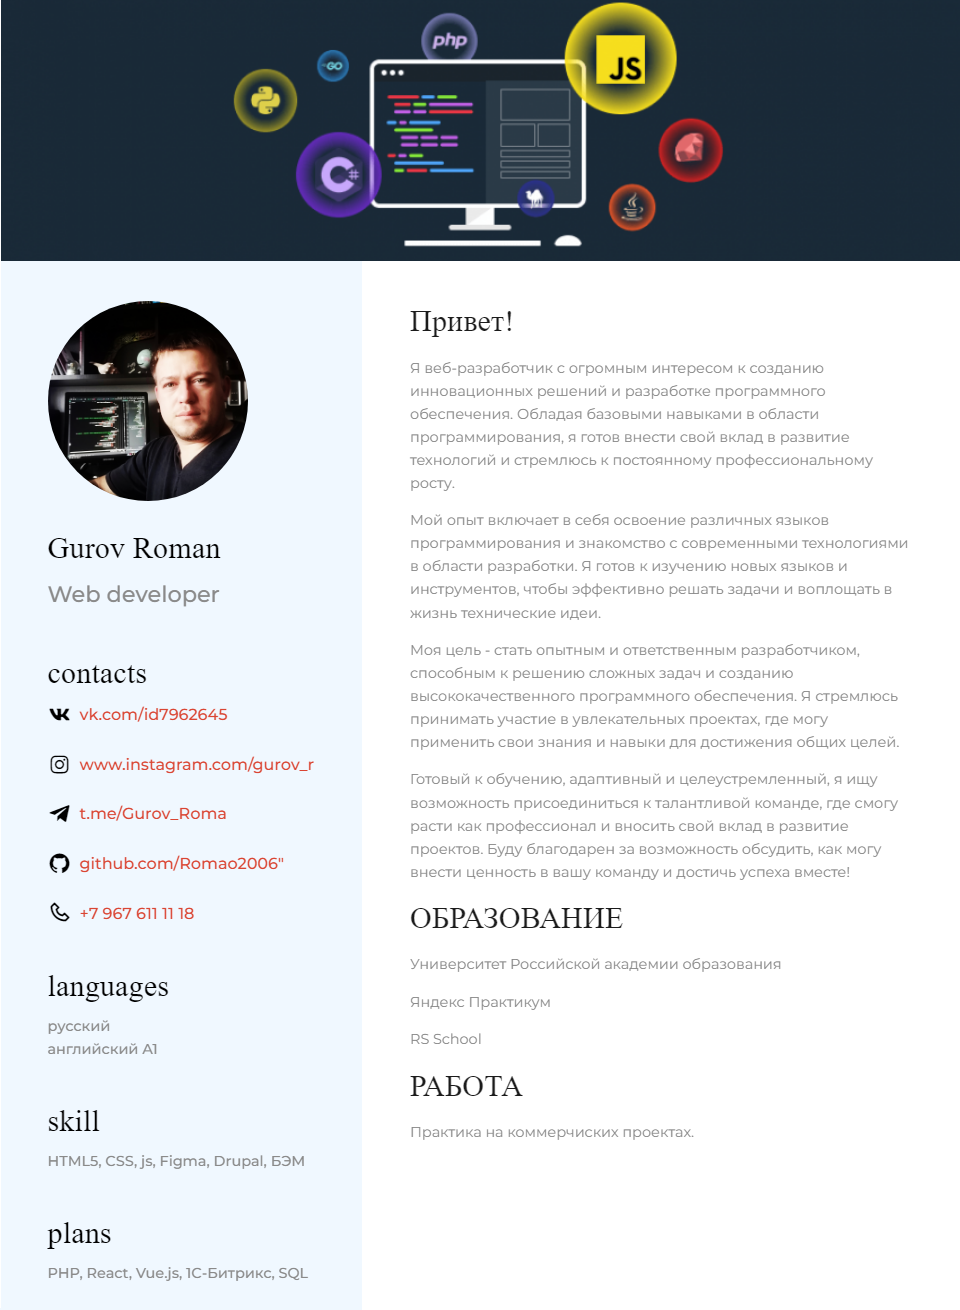 php
GO
JS
C#
Gurov Roman
Web developer
contacts
vk.com/id7962645
www.instagram.com/gurov_r
t.me/Gurov_Roma
github.com/Romao2006"
+7 967 611 11 18
languages
русский
английский А1
skill
HTML5, CSS, js, Figma, Drupal, БЭМ
plans
PHP, React, Vue.js, 1С-Битрикс, SQL
Привет!
Я веб-разработчик с огромным интересом к созданию
инновационных решений и разработке программного
обеспечения. Обладая базовыми навыками в области
программирования, я готов внести свой вклад в развитие
технологий и стремлюсь к постоянному профессиональному
росту.
Мой опыт включает в себя освоение различных языков
программирования и знакомство с современными технологиями
в области разработки. Я готов к изучению новых языков и
инструментов, чтобы эффективно решать задачи и воплощать в
жизнь технические идеи.
Моя цель - стать опытным и ответственным разработчиком,
способным к решению сложных задач и созданию
высококачественного программного обеспечения. Я стремлюсь
принимать участие в увлекательных проектах, где могу
применить свои знания и навыки для достижения общих целей.
Готовый к обучению, адаптивный и целеустремленный, я ищу
возможность присоединиться к талантливой команде, где смогу
расти как профессионал и вносить свой вклад в развитие
проектов. Буду благодарен за возможность обсудить, как могу
внести ценность в вашу команду и достичь успеха вместе!
ОБРАЗОВАНИЕ
Университет Российской академии образования
Яндекс Практикум
RS School
РАБОТА
Практика на коммерчиских проектах.